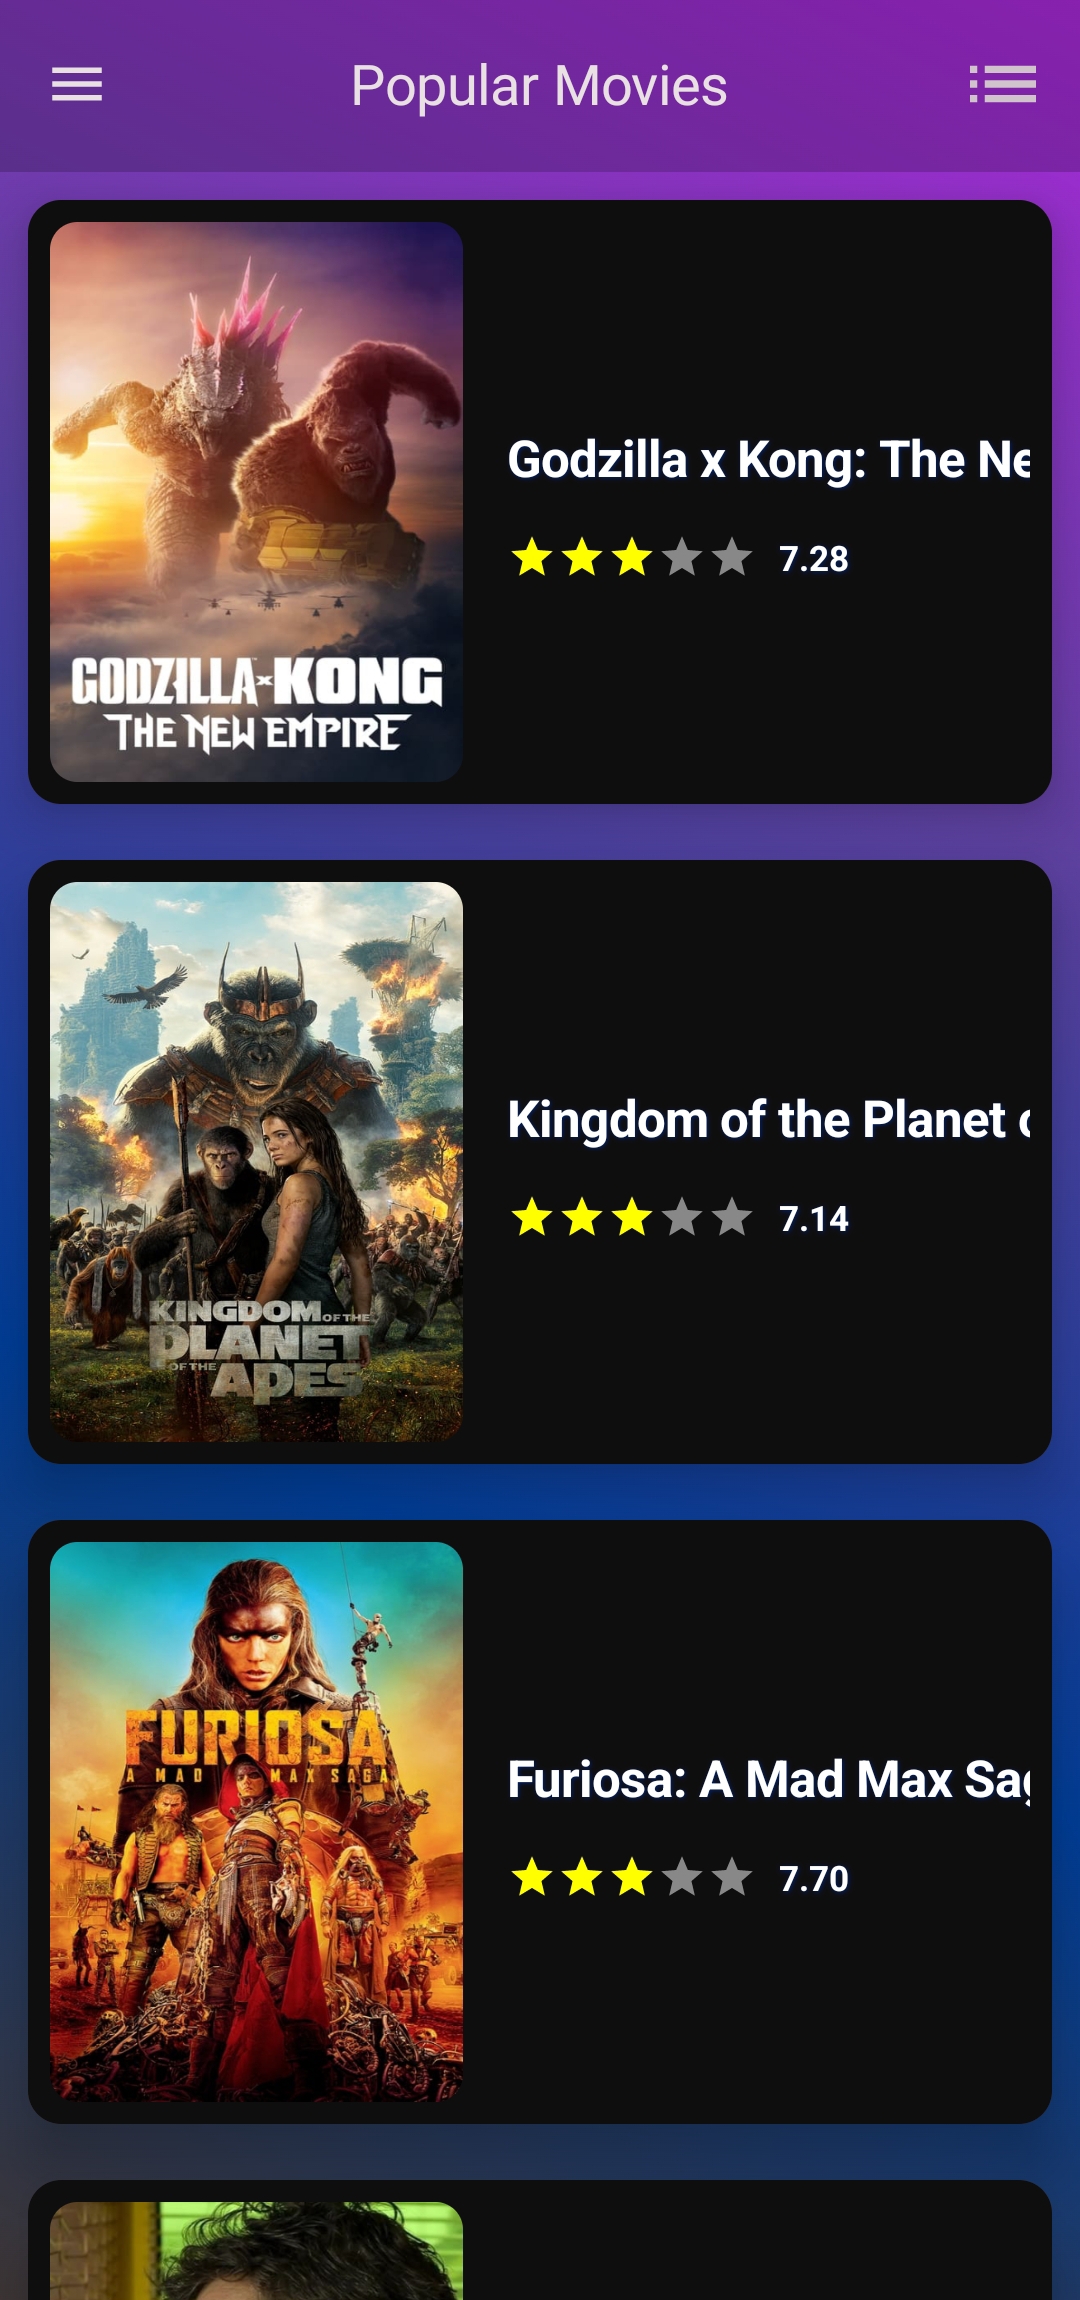 Popular Movies
GODZILLA x KONG
THE NEW EMPIRE
Godzilla x Kong: The Ne
7.28
KINGDOM OF THE
PLANET
OF THE APES
Kingdom of the Planet
7.14
FURIOSA
A MAD MAX SAGA
Furiosa: A Mad Max Sag
7.70